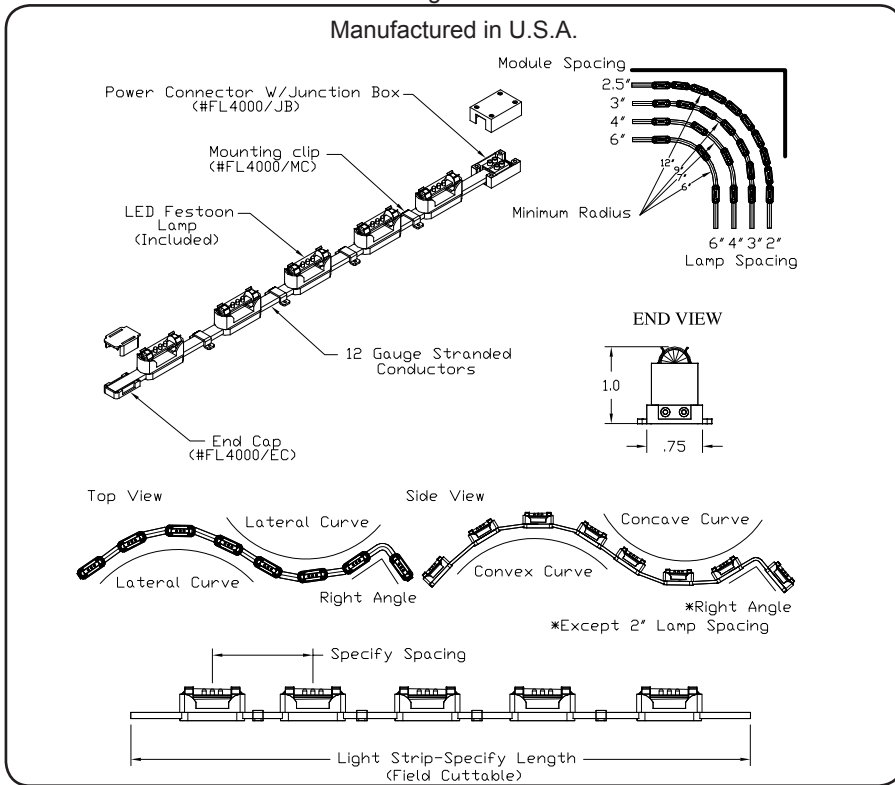 Manufactured in U.S.A.
Module Spacing
2.5"
3"
4"
6"
12"
9"
7"
6"
Minimum Radius
6" 4" 3" 2"
Lamp Spacing
Power Connector W/Junction Box
(#FL4000/JB)
Mounting clip
(#FL4000/MC)
LED Festoon
Lamp
(Included)
12 Gauge Stranded
Conductors
End Cap
(#FL4000/EC)
END VIEW
1.0
.75
Top View
Lateral Curve
Lateral Curve
Right Angle
Side View
Concave Curve
Convex Curve
*Right Angle
*Except 2" Lamp Spacing
Specify Spacing
Light Strip-Specify Length
(Field Cuttable)